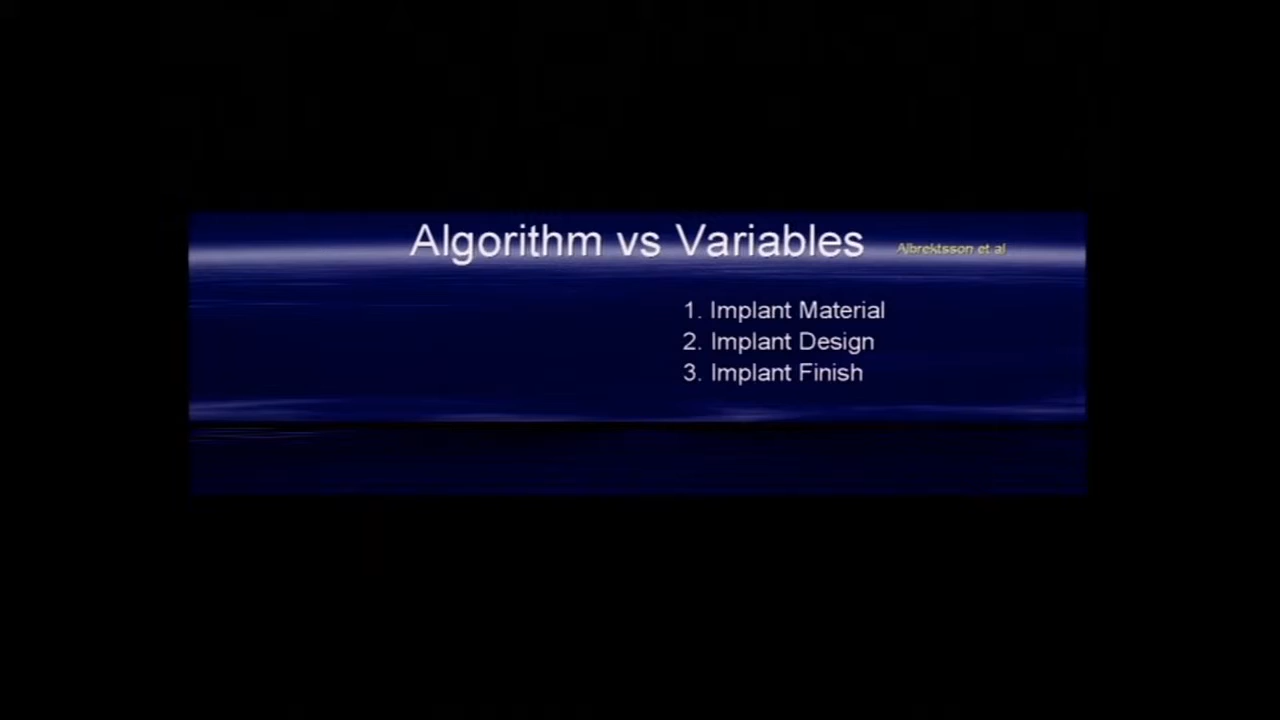 Algorithm vs Variables Albrektsson et al
1. Implant Material
2. Implant Design
3. Implant Finish